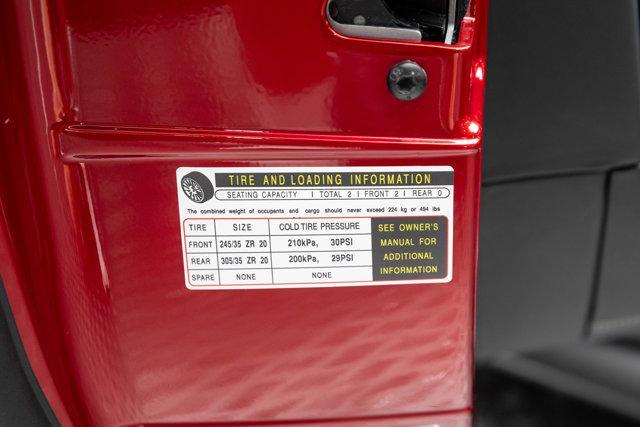 TIRE AND LOADING INFORMATION
SEATING CAPACITY | TOTAL 2 | FRONT 2 | REAR 0
The combined weight of occupants and cargo should never exceed 224 kg or 494 lbs
TIRE SIZE COLD TIRE PRESSURE
FRONT 245/35 ZR 20 210kPa, 30PSI
REAR 305/35 ZR 20 200kPa, 29PSI
SPARE NONE NONE
SEE OWNER'S
MANUAL FOR
ADDITIONAL
INFORMATION